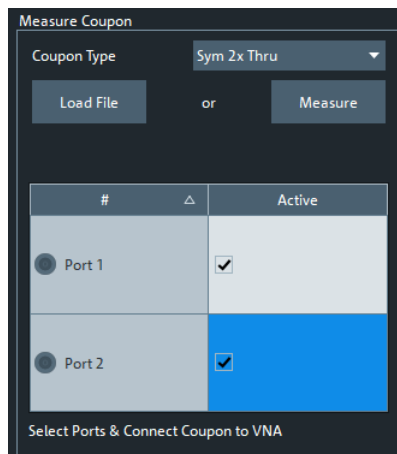 Measure Coupon
Coupon Type Sym 2x Thru
Load File or Measure
# Active
Port 1
Port 2
Select Ports & Connect Coupon to VNA